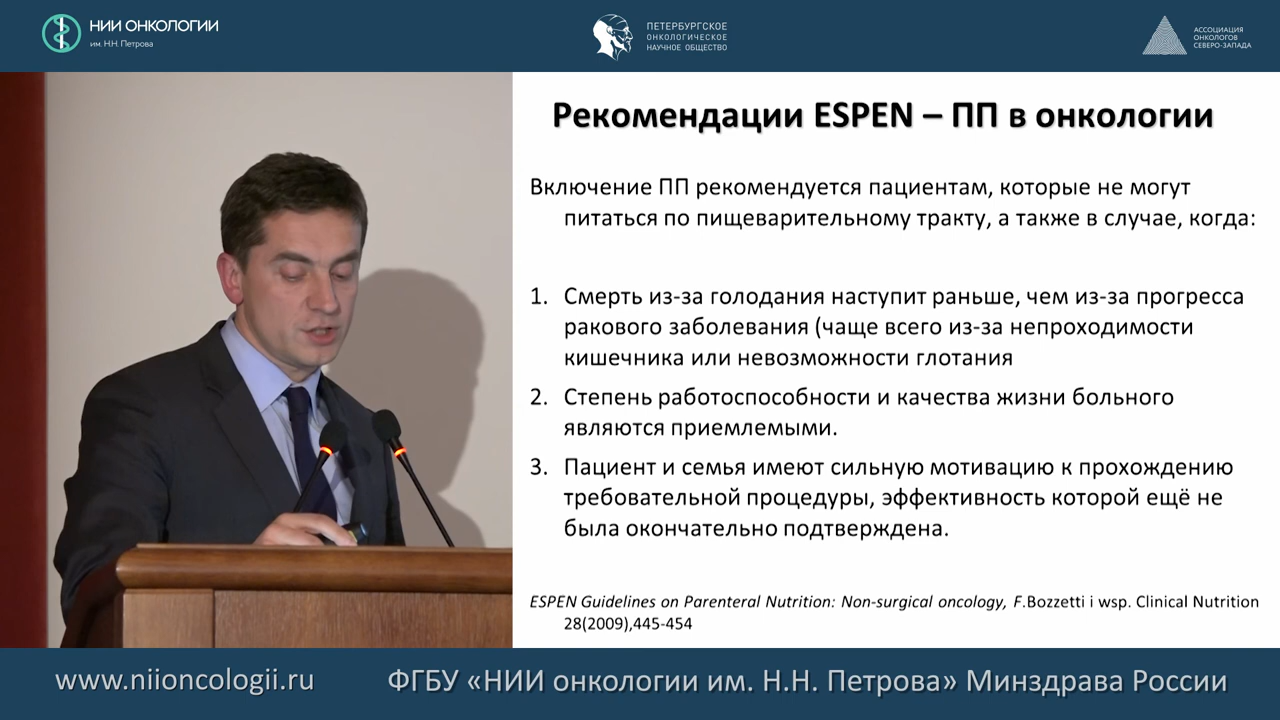 НИИ ОНКОЛОГИИ
им. Н.Н. Петрова
ПЕТЕРБУРГСКОЕ
ОНКОЛОГИЧЕСКОЕ
НАУЧНОЕ ОБЩЕСТВО
АССОЦИАЦИЯ
ОНКОЛОГОВ
СЕВЕРО-ЗАПАДА
Рекомендации ESPEN – ПП в онкологии
Включение ПП рекомендуется пациентам, которые не могут
питаться по пищеварительному тракту, а также в случае, когда:
1. Смерть из-за голодания наступит раньше, чем из-за прогресса
ракового заболевания (чаще всего из-за непроходимости
кишечника или невозможности глотания
2. Степень работоспособности и качества жизни больного
являются приемлемыми.
3. Пациент и семья имеют сильную мотивацию к прохождению
требовательной процедуры, эффективность которой ещё не
была окончательно подтверждена.
ESPEN Guidelines on Parenteral Nutrition: Non-surgical oncology, F.Bozzetti i wsp. Clinical Nutrition
28(2009),445-454
www.niioncologii.ru
ФГБУ «НИИ онкологии им. Н.Н. Петрова» Минздрава России